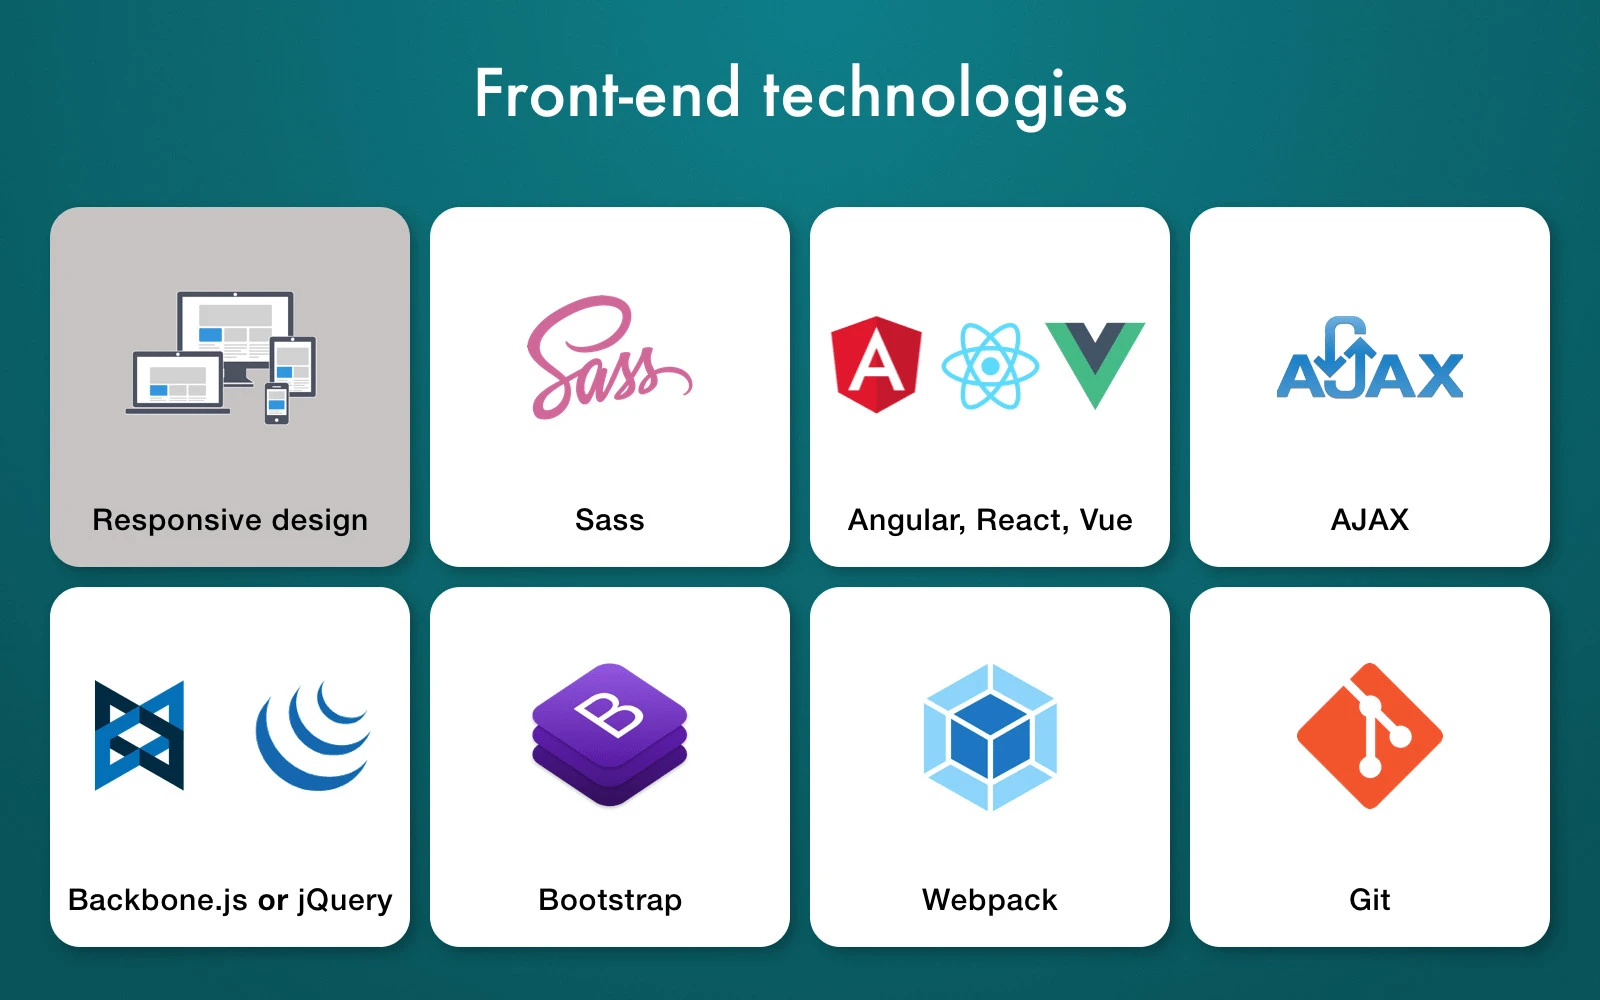 Front-end technologies
Sass
AJAX
Responsive design
Sass
Angular, React, Vue
AJAX
A
B
Backbone.js or jQuery
Bootstrap
Webpack
Git